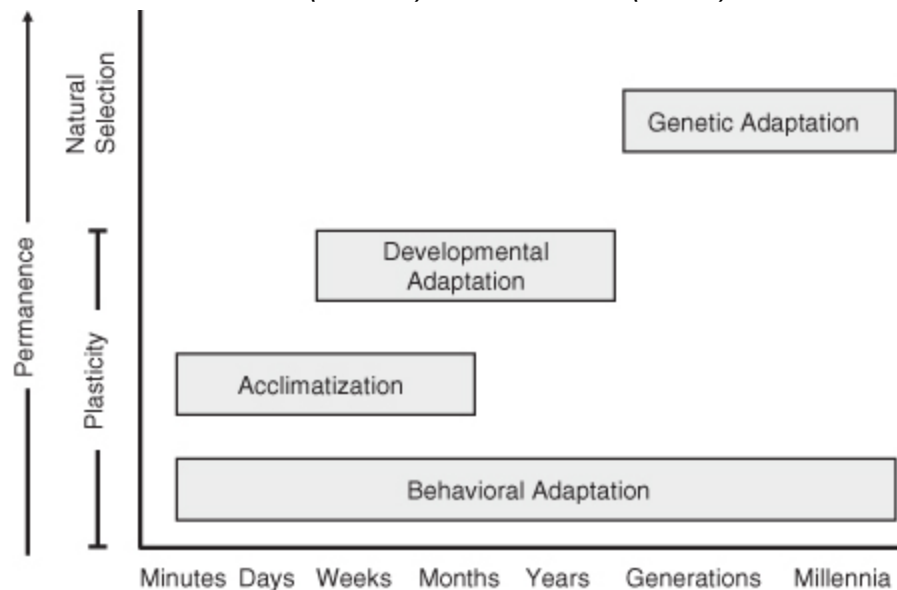 Natural
Selection
Genetic Adaptation
Developmental
Adaptation
Permanence
Plasticity
Acclimatization
Behavioral Adaptation
Minutes Days Weeks Months Years Generations Millennia